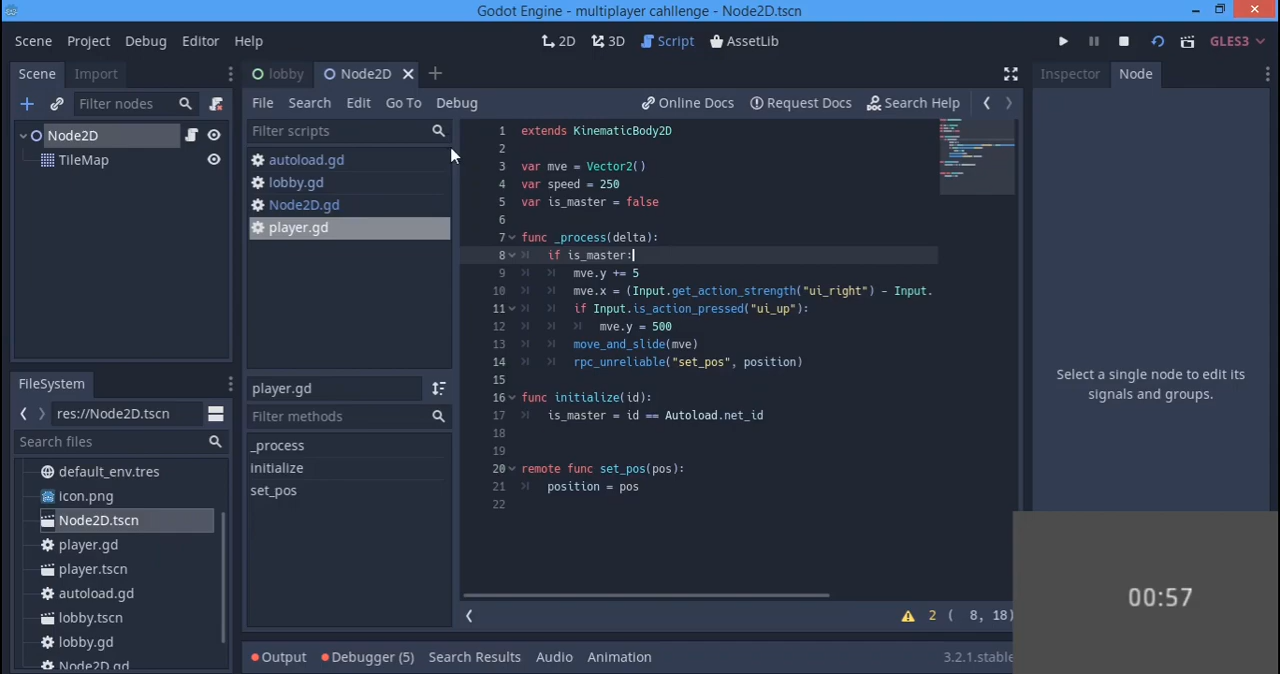 Godot Engine - multiplayer cahllenge - Node2D.tscn
Scene Project Debug Editor Help
2D 3D Script AssetLib
GLES3
Scene Import
Filter nodes
Node2D
TileMap
FileSystem
res://Node2D.tscn
Search files
default_env.tres
icon.png
Node2D.tscn
player.gd
player.tscn
autoload.gd
lobby.tscn
lobby.gd
Node2D.gd
lobby Node2D
File Search Edit Go To Debug
Online Docs Request Docs Search Help
Filter scripts
autoload.gd
lobby.gd
Node2D.gd
player.gd
player.gd
Filter methods
_process
initialize
set_pos
1 extends KinematicBody2D
2
3 var mve = Vector2()
4 var speed = 250
5 var is_master = false
6
7 func _process(delta):
8 if is_master:
9 mve.y += 5
10 mve.x = (Input.get_action_strength("ui_right") - Input.
11 if Input.is_action_pressed("ui_up"):
12 mve.y = 500
13 move_and_slide(mve)
14 rpc_unreliable("set_pos", position)
15
16 func initialize(id):
17 is_master = id == Autoload.net_id
18
19
20 remote func set_pos(pos):
21 position = pos
22
2 ( 8, 18)
Output Debugger (5) Search Results Audio Animation
3.2.1.stable
Inspector Node
Select a single node to edit its
signals and groups.
00:57